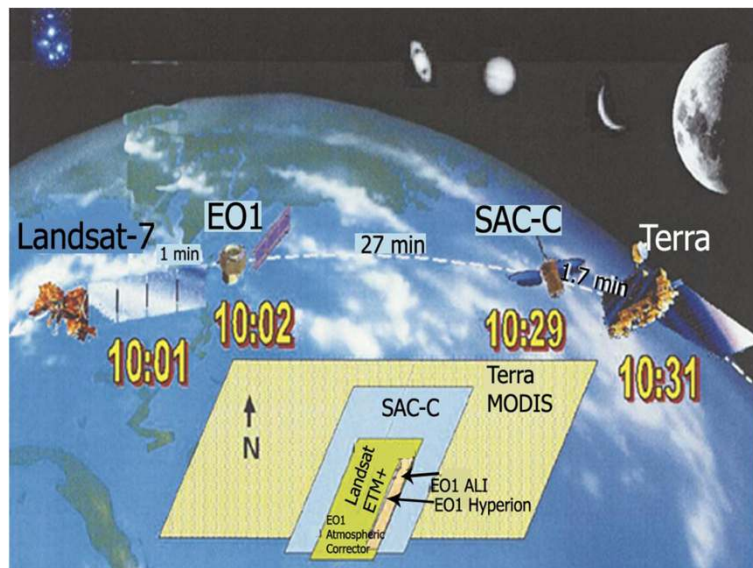 EO1
SAC-C
Landsat-7
Terra
1 min
27 min
1.7 min
10:01
10:02
10:29
10:31
Terra
MODIS
SAC-C
N
Landsat
ETM+
EO1 ALI
EO1 Hyperion
EO1
Atmospheric
Corrector